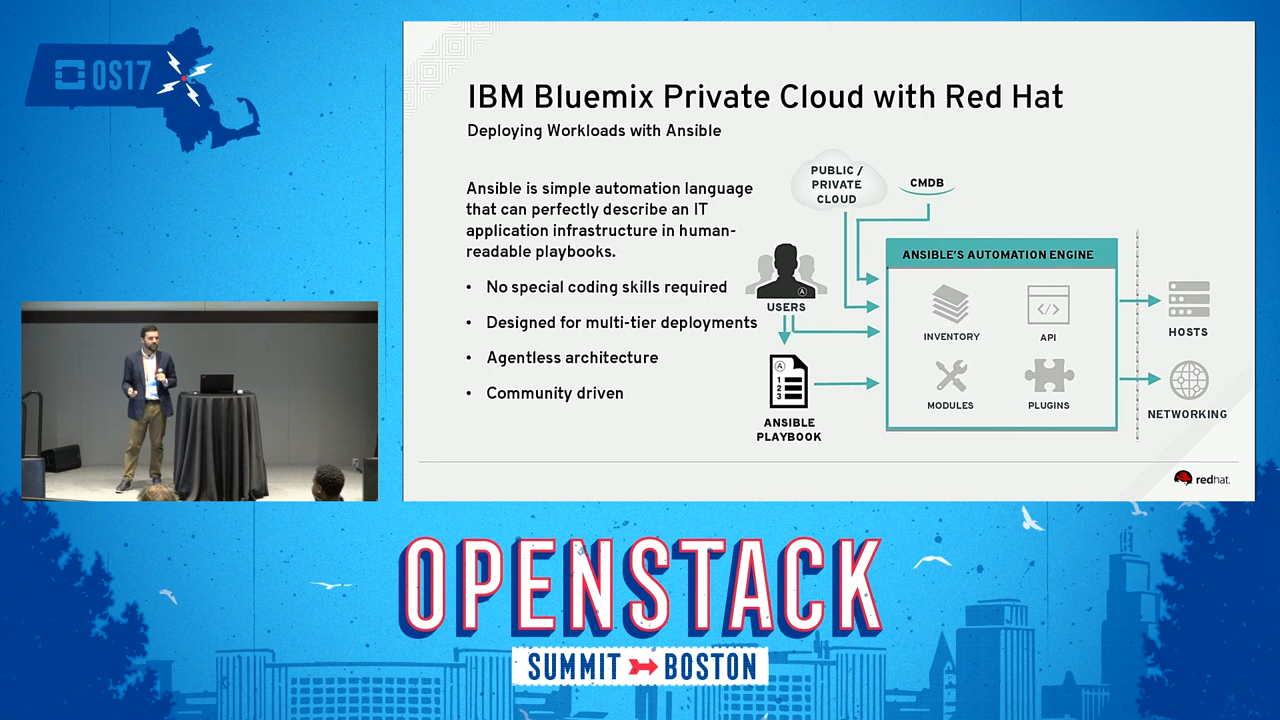 OS17
IBM Bluemix Private Cloud with Red Hat
Deploying Workloads with Ansible
Ansible is simple automation language
that can perfectly describe an IT
application infrastructure in human-
readable playbooks.
• No special coding skills required
• Designed for multi-tier deployments
• Agentless architecture
• Community driven
PUBLIC /
PRIVATE
CLOUD
CMDB
ANSIBLE'S AUTOMATION ENGINE
USERS
A
INVENTORY
API
MODULES
PLUGINS
HOSTS
NETWORKING
A
1
2
3
ANSIBLE
PLAYBOOK
redhat.
OPENSTACK
SUMMIT BOSTON